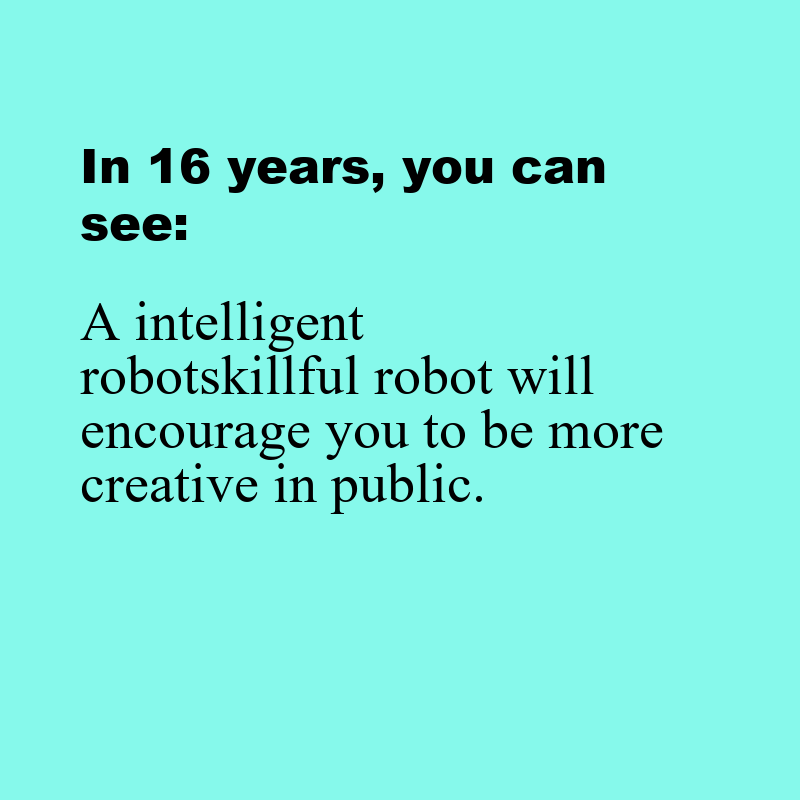 In 16 years, you can
see:
A intelligent
robotskillful robot will
encourage you to be more
creative in public.